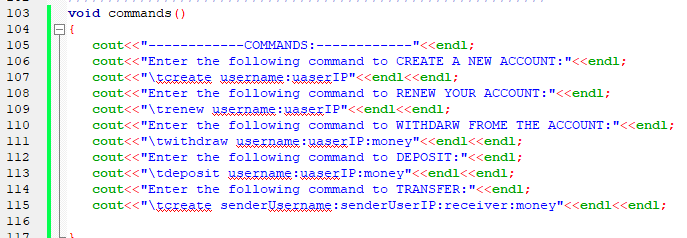 103 void commands()
104 {
105 cout<<"------------COMMANDS:------------"<<endl;
106 cout<<"Enter the following command to CREATE A NEW ACCOUNT:"<<endl;
107 cout<<"\tcreate username:uaserIP"<<endl<<endl;
108 cout<<"Enter the following command to RENEW YOUR ACCOUNT:"<<endl;
109 cout<<"\trenew username:uaserIP"<<endl<<endl;
110 cout<<"Enter the following command to WITHDARW FROME THE ACCOUNT:"<<endl;
111 cout<<"\twithdraw username:uaserIP:money"<<endl<<endl;
112 cout<<"Enter the following command to DEPOSIT:"<<endl;
113 cout<<"\tdeposit username:uaserIP:money"<<endl<<endl;
114 cout<<"Enter the following command to TRANSFER:"<<endl;
115 cout<<"\tcreate senderUsername:senderUserIP:receiver:money"<<endl<<endl;
116
117 }